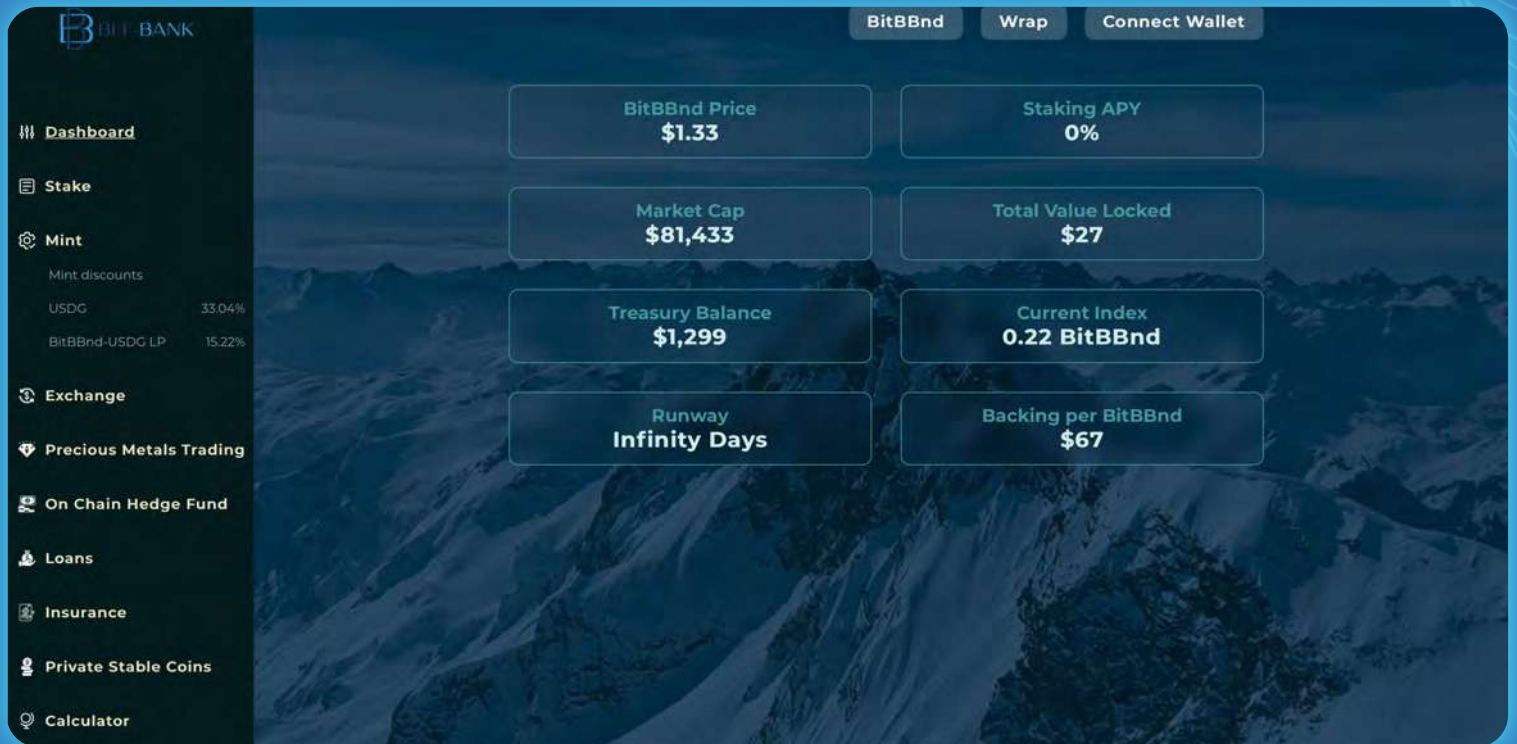 BIT-BANK
BitBBnd
Wrap
Connect Wallet
Dashboard
Stake
Mint
Mint discounts
USDG 33.04%
BitBBnd-USDG LP 15.22%
Exchange
Precious Metals Trading
On Chain Hedge Fund
Loans
Insurance
Private Stable Coins
Calculator
BitBBnd Price
$1.33
Staking APY
0%
Market Cap
$81,433
Total Value Locked
$27
Treasury Balance
$1,299
Current Index
0.22 BitBBnd
Runway
Infinity Days
Backing per BitBBnd
$67